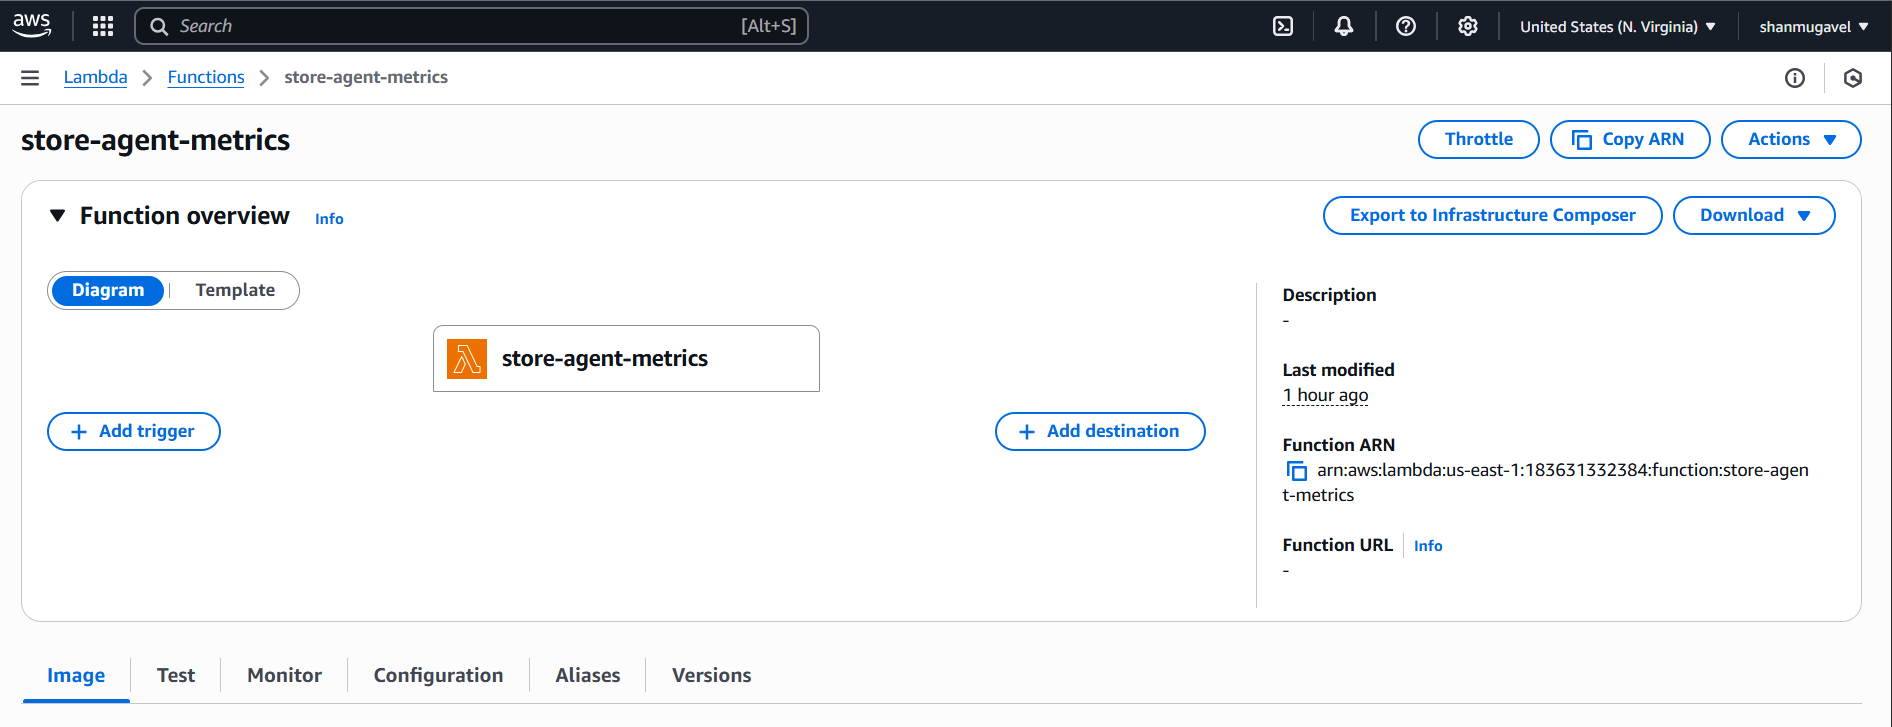 aws
Search [Alt+S]
United States (N. Virginia)
shanmugavel
Lambda
Functions
store-agent-metrics
store-agent-metrics
Throttle
Copy ARN
Actions
Function overview
Info
Export to Infrastructure Composer
Download
Diagram
Template
store-agent-metrics
+ Add trigger
+ Add destination
Description
-
Last modified
1 hour ago
Function ARN
arn:aws:lambda:us-east-1:183631332384:function:store-agen
t-metrics
Function URL
Info
-
Image
Test
Monitor
Configuration
Aliases
Versions